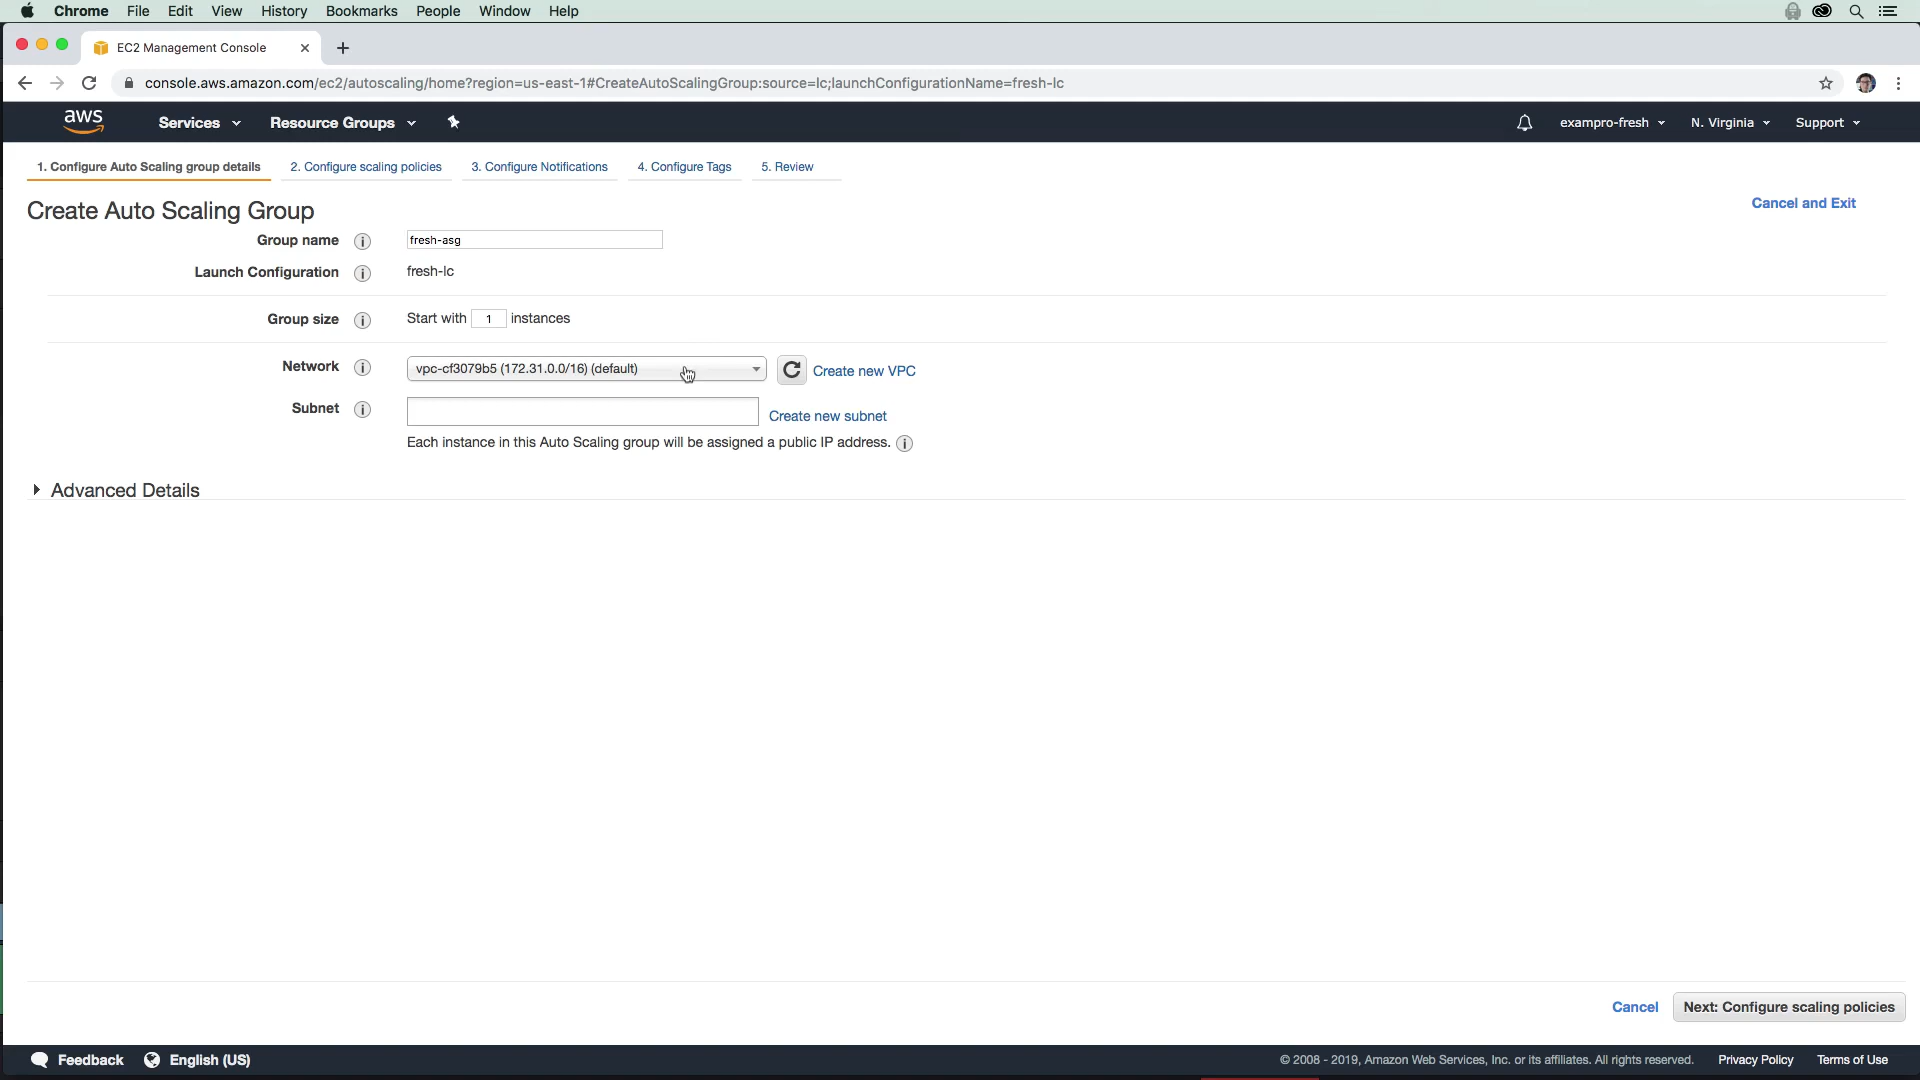 Chrome File Edit View History Bookmarks People Window Help
EC2 Management Console
console.aws.amazon.com/ec2/autoscaling/home?region=us-east-1#CreateAutoScalingGroup:source=lc;launchConfigurationName=fresh-lc
aws Services Resource Groups exampro-fresh N. Virginia Support
1. Configure Auto Scaling group details 2. Configure scaling policies 3. Configure Notifications 4. Configure Tags 5. Review
Create Auto Scaling Group Cancel and Exit
Group name i fresh-asg
Launch Configuration i fresh-lc
Group size i Start with 1 instances
Network i vpc-cf3079b5 (172.31.0.0/16) (default) Create new VPC
Subnet i Create new subnet
Each instance in this Auto Scaling group will be assigned a public IP address. i
Advanced Details
Cancel Next: Configure scaling policies
Feedback English (US) © 2008 - 2019, Amazon Web Services, Inc. or its affiliates. All rights reserved. Privacy Policy Terms of Use